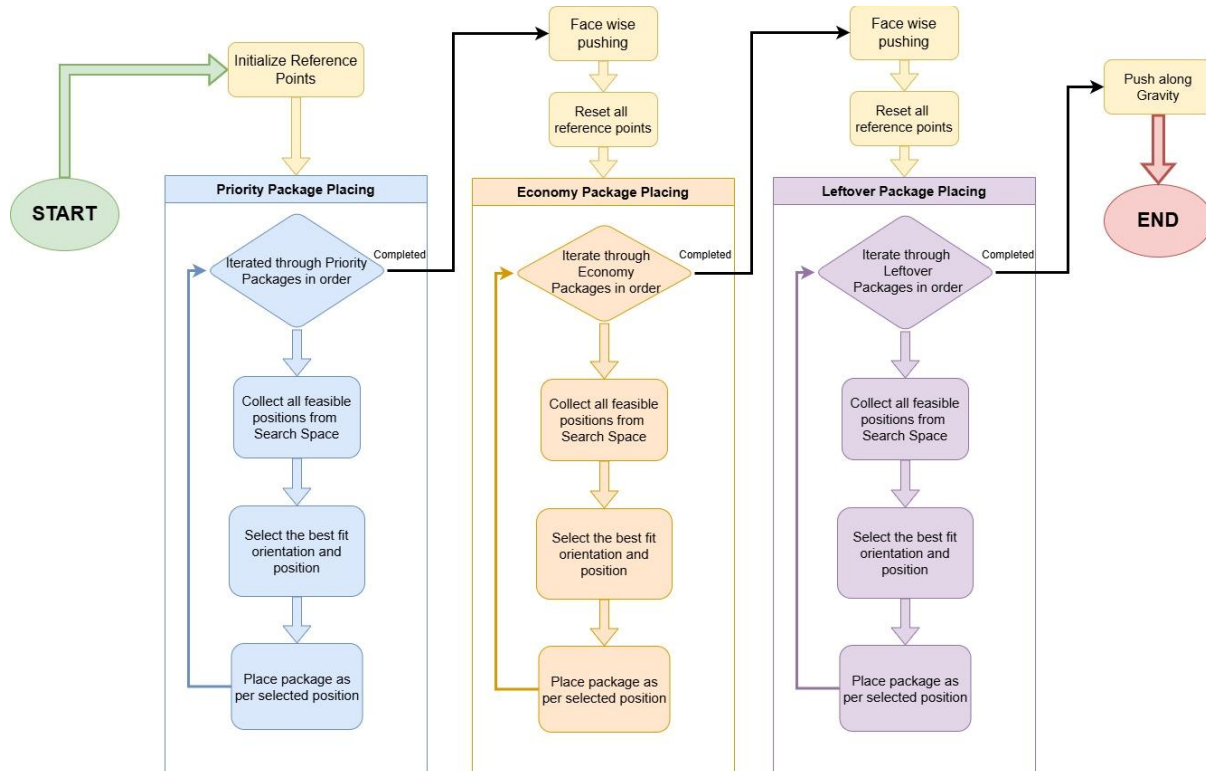 START
Initialize Reference
Points
Priority Package Placing
Iterated through Priority
Packages in order
Completed
Collect all feasible
positions from
Search Space
Select the best fit
orientation and
position
Place package as
per selected position
Face wise
pushing
Reset all
reference points
Economy Package Placing
Iterate through
Economy
Packages in order
Completed
Collect all feasible
positions from
Search Space
Select the best fit
orientation and
position
Place package as
per selected position
Face wise
pushing
Reset all
reference points
Leftover Package Placing
Iterate through
Leftover
Packages in order
Completed
Collect all feasible
positions from
Search Space
Select the best fit
orientation and
position
Place package as
per selected position
Push along
Gravity
END